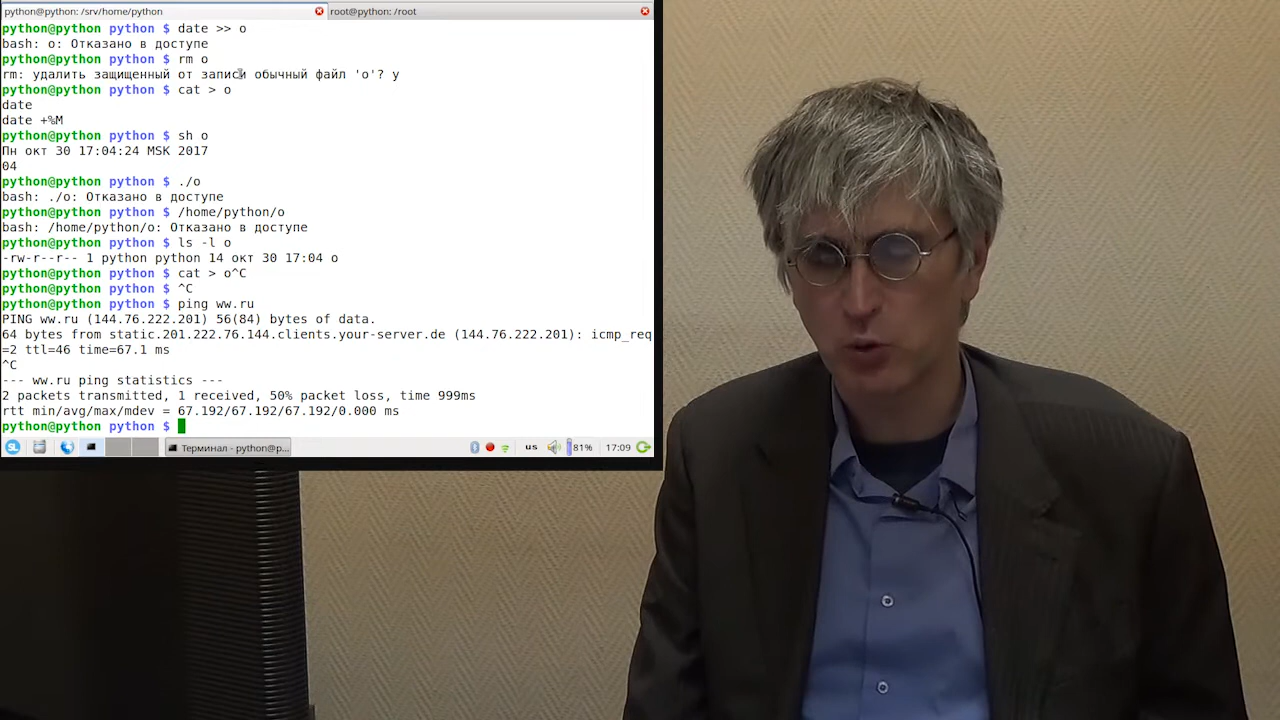 python@python: /srv/home/python
root@python: /root
python@python python $ date >> o
bash: o: Отказано в доступе
python@python python $ rm o
rm: удалить защищенный от записи обычный файл 'o'? y
python@python python $ cat > o
date
date +%M
python@python python $ sh o
Пн окт 30 17:04:24 MSK 2017
04
python@python python $ ./o
bash: ./o: Отказано в доступе
python@python python $ /home/python/o
bash: /home/python/o: Отказано в доступе
python@python python $ ls -l o
-rw-r--r-- 1 python python 14 окт 30 17:04 o
python@python python $ cat > o^C
python@python python $ ^C
python@python python $ ping ww.ru
PING ww.ru (144.76.222.201) 56(84) bytes of data.
64 bytes from static.201.222.76.144.clients.your-server.de (144.76.222.201): icmp_req
=2 ttl=46 time=67.1 ms
^C
--- ww.ru ping statistics ---
2 packets transmitted, 1 received, 50% packet loss, time 999ms
rtt min/avg/max/mdev = 67.192/67.192/67.192/0.000 ms
python@python python $
SL
Терминал - python@p...
us
81%
17:09